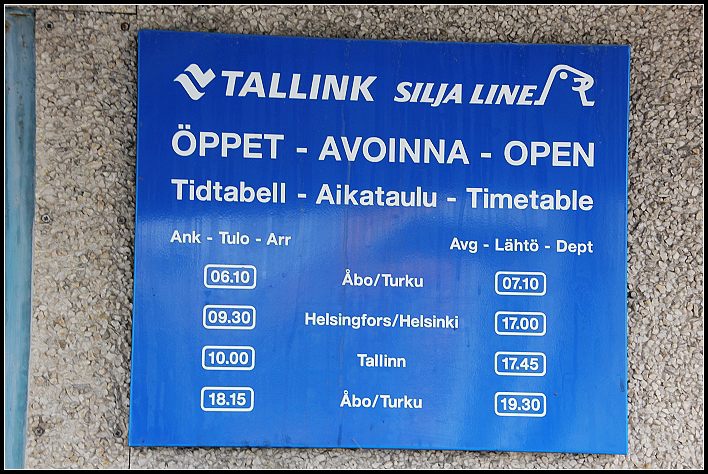 TALLINK SILJA LINE
ÖPPET - AVOINNA - OPEN
Tidtabell - Aikataulu - Timetable
Ank - Tulo - Arr Avg - Lähtö - Dept
06.10 Åbo/Turku 07.10
09.30 Helsingfors/Helsinki 17.00
10.00 Tallinn 17.45
18.15 Åbo/Turku 19.30